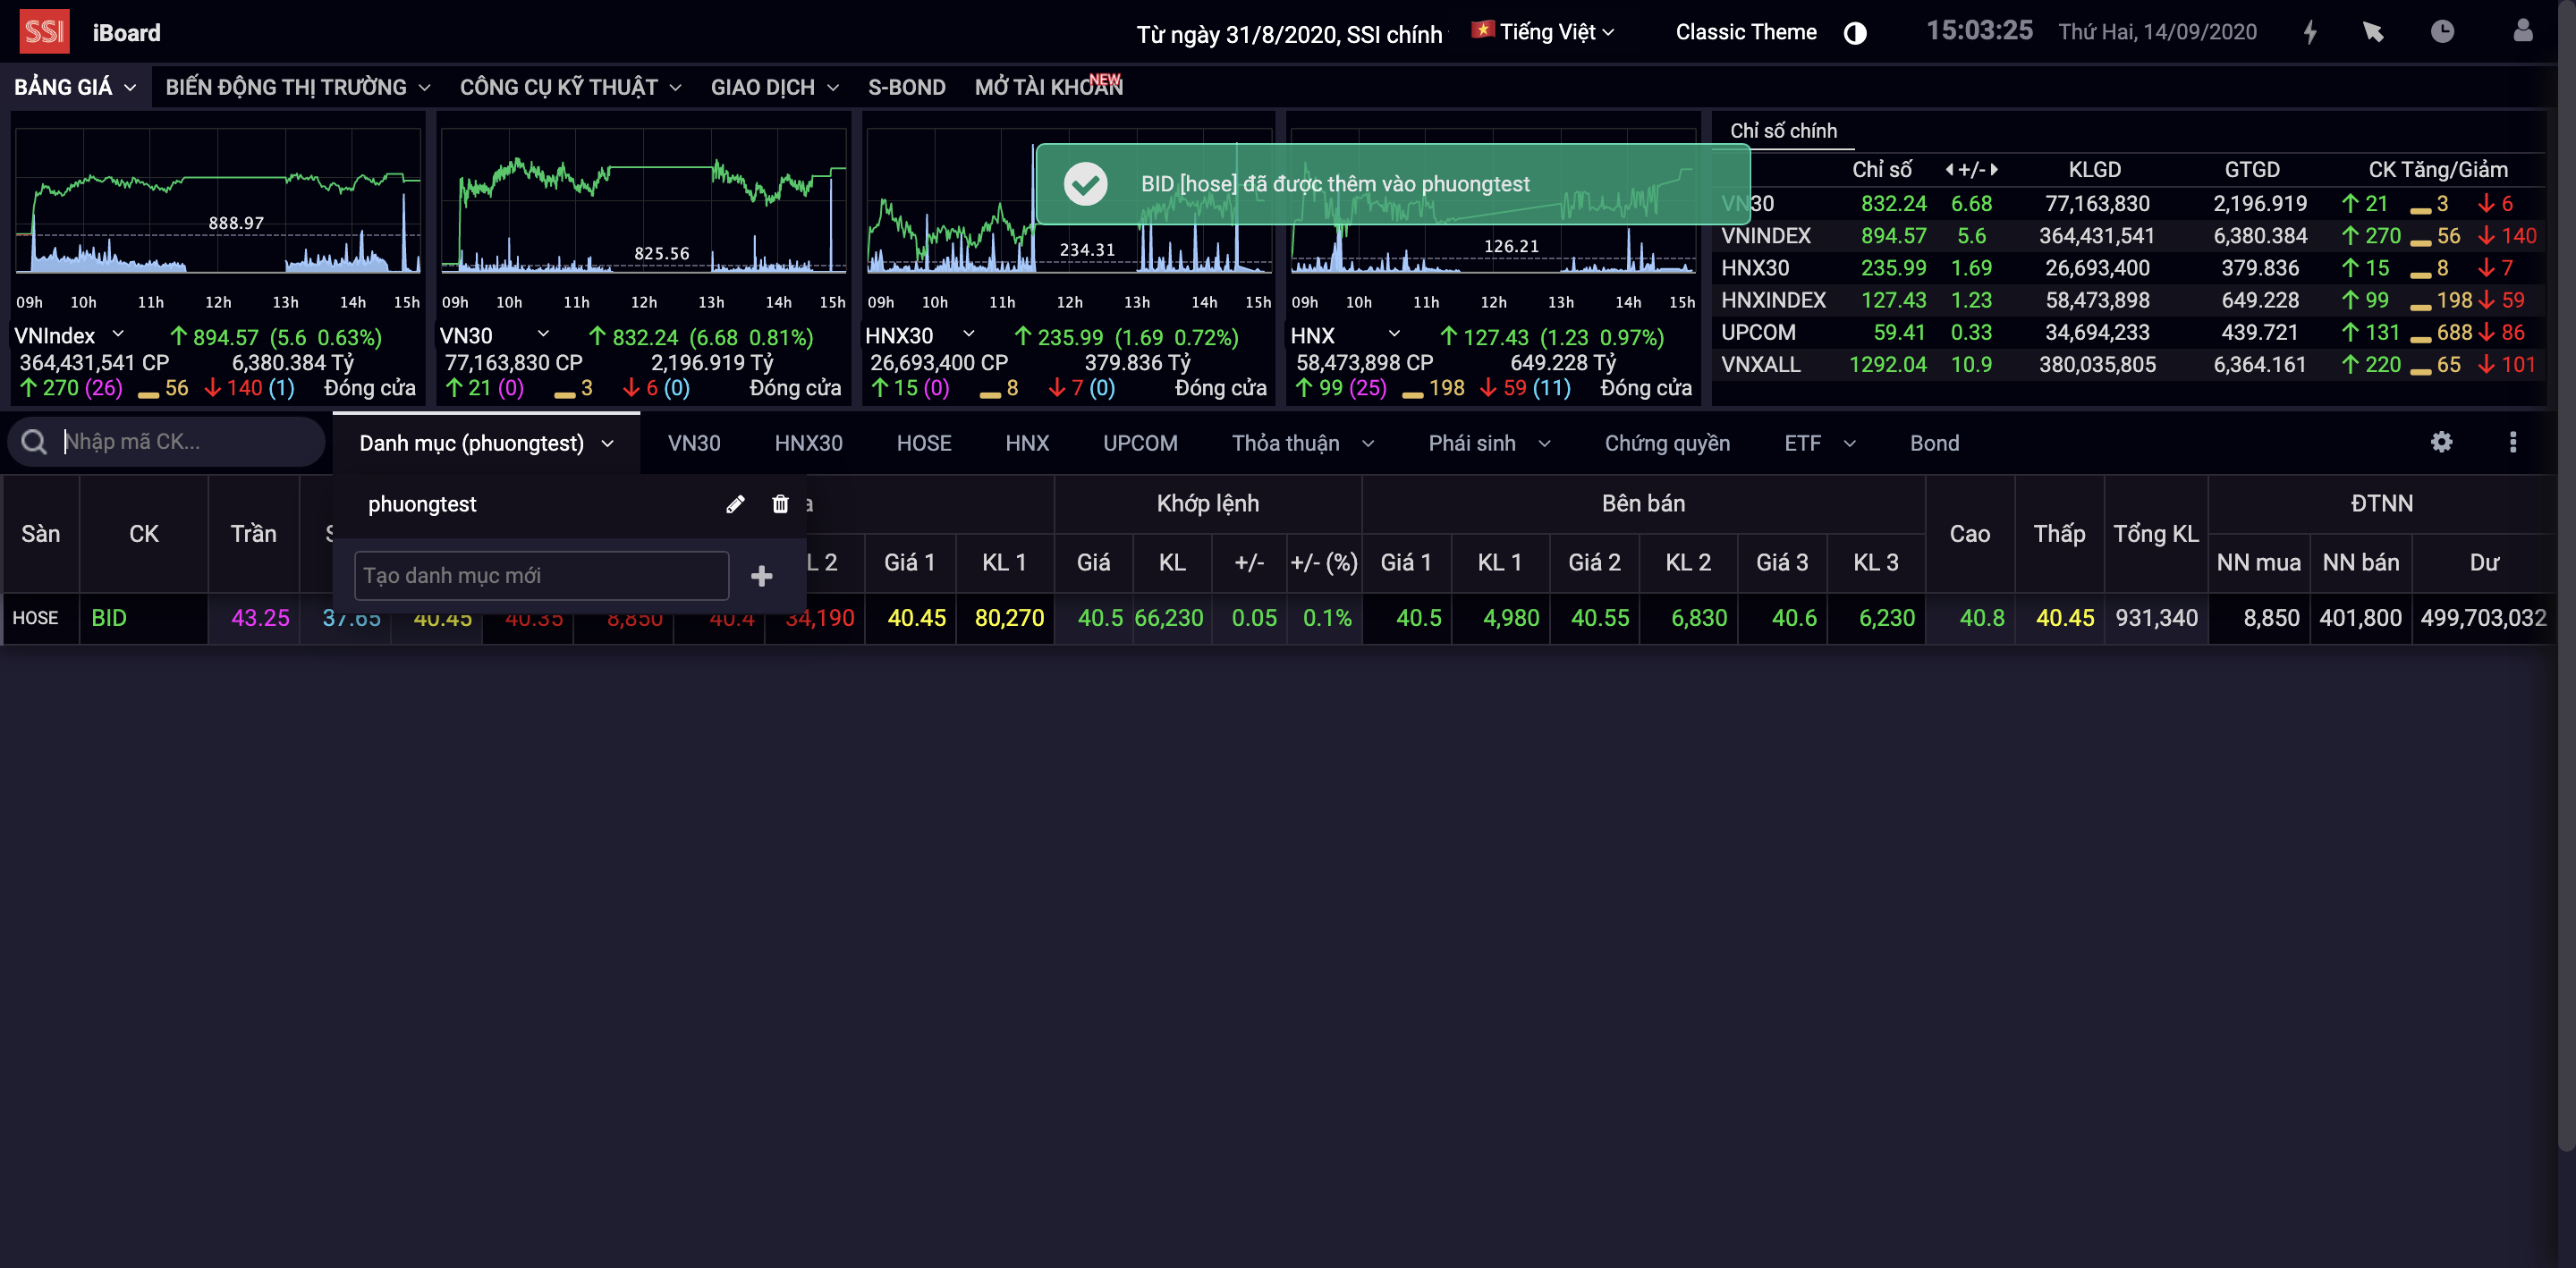 SSI iBoard Từ ngày 31/8/2020, SSI chính Tiếng Việt Classic Theme 15:03:25 Thứ Hai, 14/09/2020
BẢNG GIÁ BIẾN ĐỘNG THỊ TRƯỜNG CÔNG CỤ KỸ THUẬT GIAO DỊCH S-BOND MỞ TÀI KHOẢN NEW
888.97
09h 10h 11h 12h 13h 14h 15h
VNIndex 894.57 (5.6 0.63%)
364,431,541 CP 6,380.384 Tỷ
270 (26) 56 140 (1) Đóng cửa
825.56
09h 10h 11h 12h 13h 14h 15h
VN30 832.24 (6.68 0.81%)
77,163,830 CP 2,196.919 Tỷ
21 (0) 3 6 (0) Đóng cửa
234.31
09h 10h 11h 12h 13h 14h 15h
HNX30 235.99 (1.69 0.72%)
26,693,400 CP 379.836 Tỷ
15 (0) 8 7 (0) Đóng cửa
126.21
09h 10h 11h 12h 13h 14h 15h
HNX 127.43 (1.23 0.97%)
58,473,898 CP 649.228 Tỷ
99 (25) 198 59 (11) Đóng cửa
BID [hose] đã được thêm vào phuongtest
Chỉ số chính
Chỉ số +/- KLGD GTGD CK Tăng/Giảm
VN30 832.24 6.68 77,163,830 2,196.919 21 3 6
VNINDEX 894.57 5.6 364,431,541 6,380.384 270 56 140
HNX30 235.99 1.69 26,693,400 379.836 15 8 7
HNXINDEX 127.43 1.23 58,473,898 649.228 99 198 59
UPCOM 59.41 0.33 34,694,233 439.721 131 688 86
VNXALL 1292.04 10.9 380,035,805 6,364.161 220 65 101
Nhập mã CK... Danh mục (phuongtest) VN30 HNX30 HOSE HNX UPCOM Thỏa thuận Phái sinh Chứng quyền ETF Bond
phuongtest
Tạo danh mục mới
Khớp lệnh Bên bán ĐTNN
Sàn CK Trần Cao Thấp Tổng KL
L 2 Giá 1 KL 1 Giá KL +/- +/- (%) Giá 1 KL 1 Giá 2 KL 2 Giá 3 KL 3 NN mua NN bán Dư
HOSE BID 43.25 37.65 40.45 40.35 8,850 40.4 34,190 40.45 80,270 40.5 66,230 0.05 0.1% 40.5 4,980 40.55 6,830 40.6 6,230 40.8 40.45 931,340 8,850 401,800 499,703,032